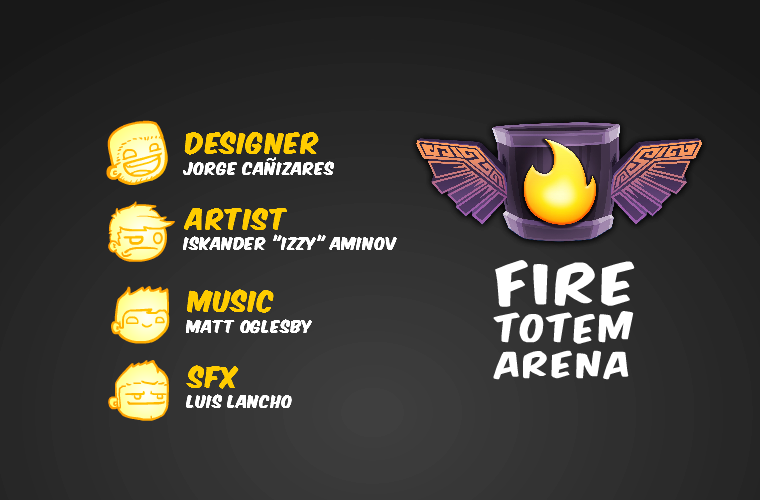 DESIGNER
JORGE CAÑIZARES
ARTIST
ISKANDER "IZZY" AMINOV
MUSIC
MATT OGLESBY
SFX
LUIS LANCHO
FIRE
TOTEM
ARENA